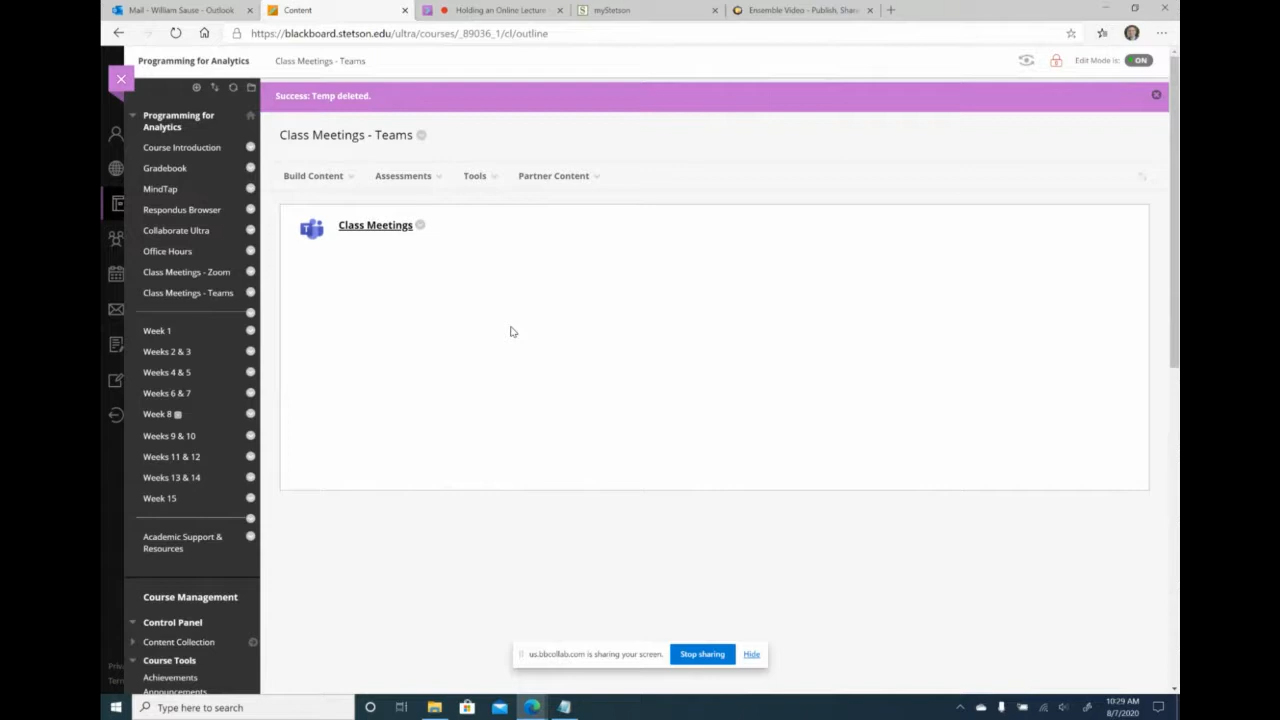 Mail - William Sause - Outlook
Content
Holding an Online Lecture
myStetson
Ensemble Video - Publish, Share
https://blackboard.stetson.edu/ultra/courses/_89036_1/cl/outline
Programming for Analytics
Class Meetings - Teams
Edit Mode is:
ON
Success: Temp deleted.
Programming for
Analytics
Course Introduction
Gradebook
MindTap
Respondus Browser
Collaborate Ultra
Office Hours
Class Meetings - Zoom
Class Meetings - Teams
Week 1
Weeks 2 & 3
Weeks 4 & 5
Weeks 6 & 7
Week 8
Weeks 9 & 10
Weeks 11 & 12
Weeks 13 & 14
Week 15
Academic Support &
Resources
Course Management
Control Panel
Content Collection
Course Tools
Achievements
Announcements
Priv
Term
Class Meetings - Teams
Build Content
Assessments
Tools
Partner Content
T
Class Meetings
us.bbcollab.com is sharing your screen.
Stop sharing
Hide
Type here to search
10:29 AM
8/7/2020